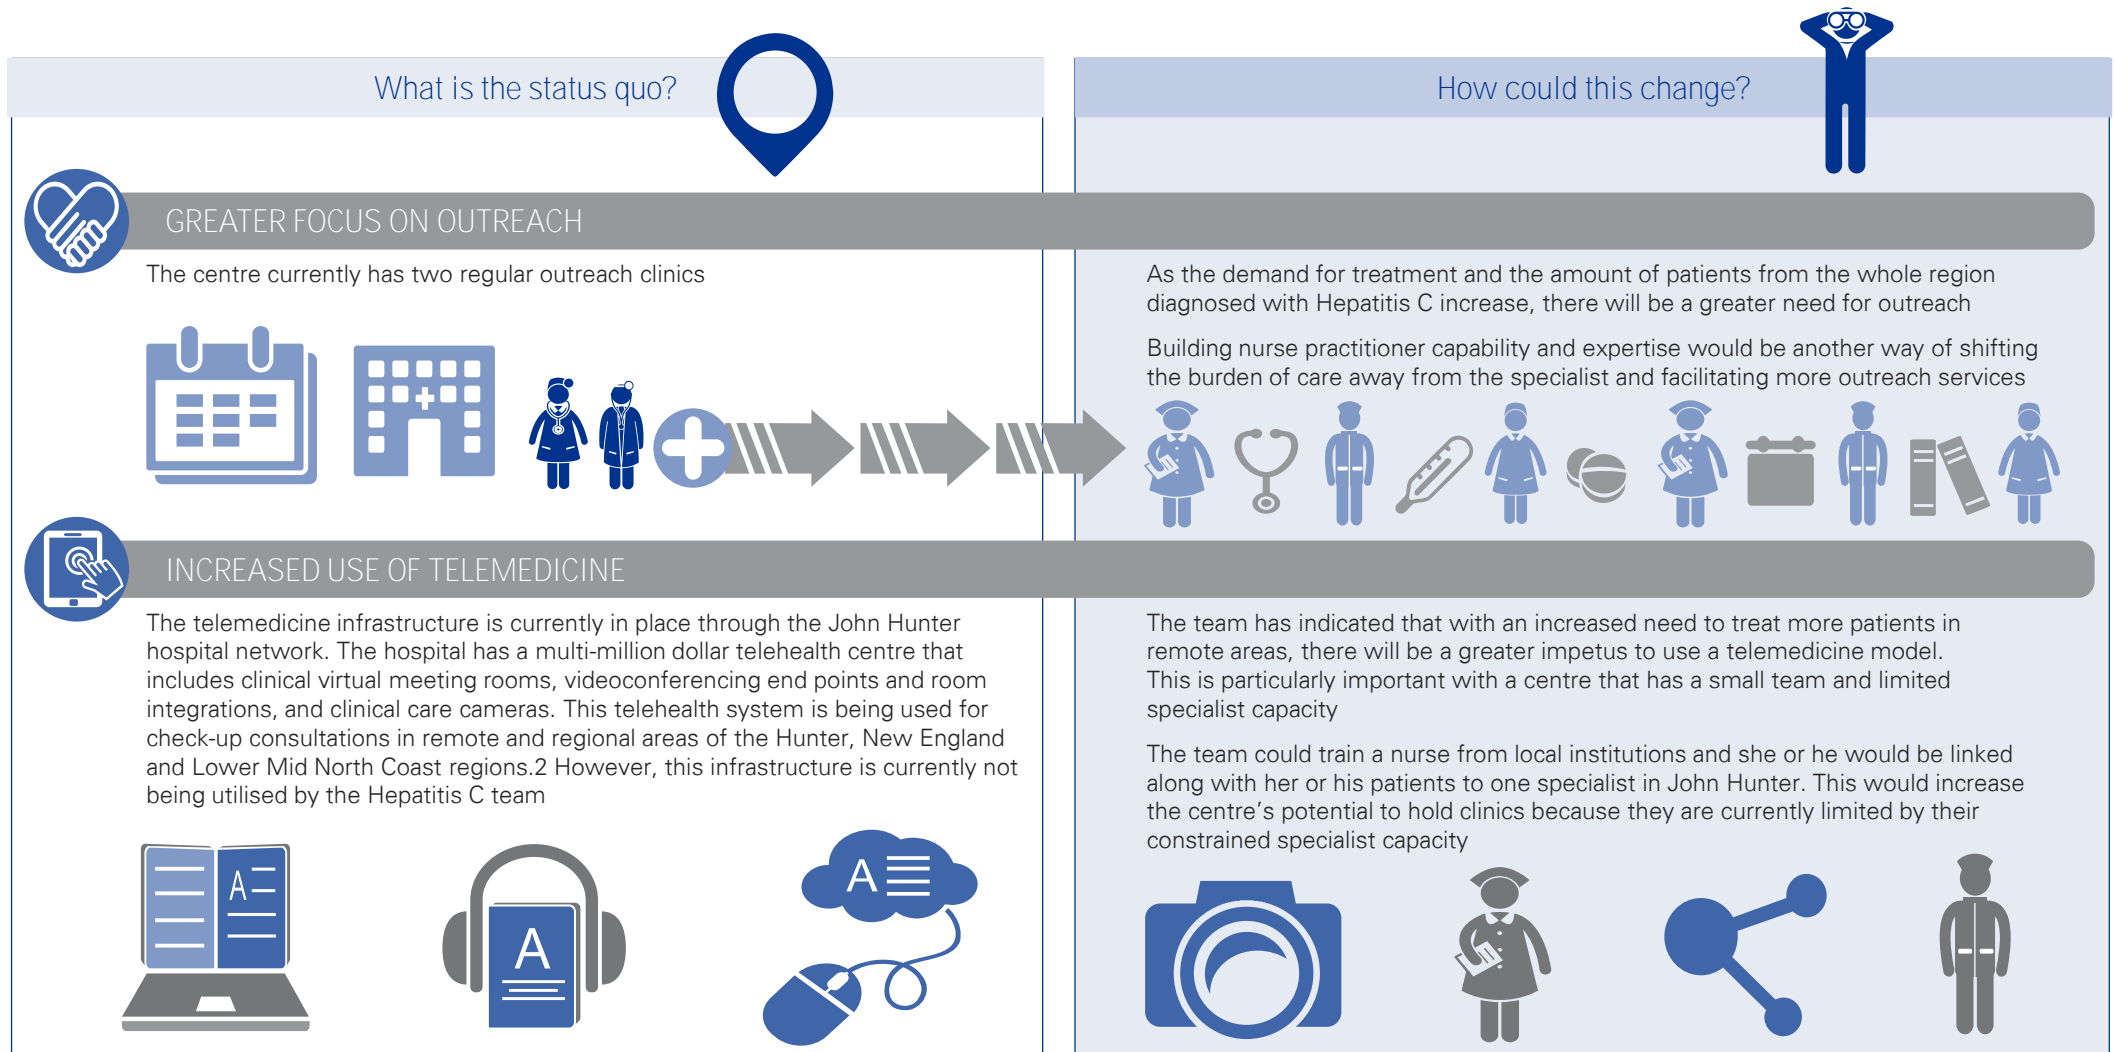 What is the status quo?
How could this change?
GREATER FOCUS ON OUTREACH
The centre currently has two regular outreach clinics
As the demand for treatment and the amount of patients from the whole region
diagnosed with Hepatitis C increase, there will be a greater need for outreach
Building nurse practitioner capability and expertise would be another way of shifting
the burden of care away from the specialist and facilitating more outreach services
INCREASED USE OF TELEMEDICINE
The telemedicine infrastructure is currently in place through the John Hunter
hospital network. The hospital has a multi-million dollar telehealth centre that
includes clinical virtual meeting rooms, videoconferencing end points and room
integrations, and clinical care cameras. This telehealth system is being used for
check-up consultations in remote and regional areas of the Hunter, New England
and Lower Mid North Coast regions.2 However, this infrastructure is currently not
being utilised by the Hepatitis C team
The team has indicated that with an increased need to treat more patients in
remote areas, there will be a greater impetus to use a telemedicine model.
This is particularly important with a centre that has a small team and limited
specialist capacity
The team could train a nurse from local institutions and she or he would be linked
along with her or his patients to one specialist in John Hunter. This would increase
the centre's potential to hold clinics because they are currently limited by their
constrained specialist capacity
A
A
A